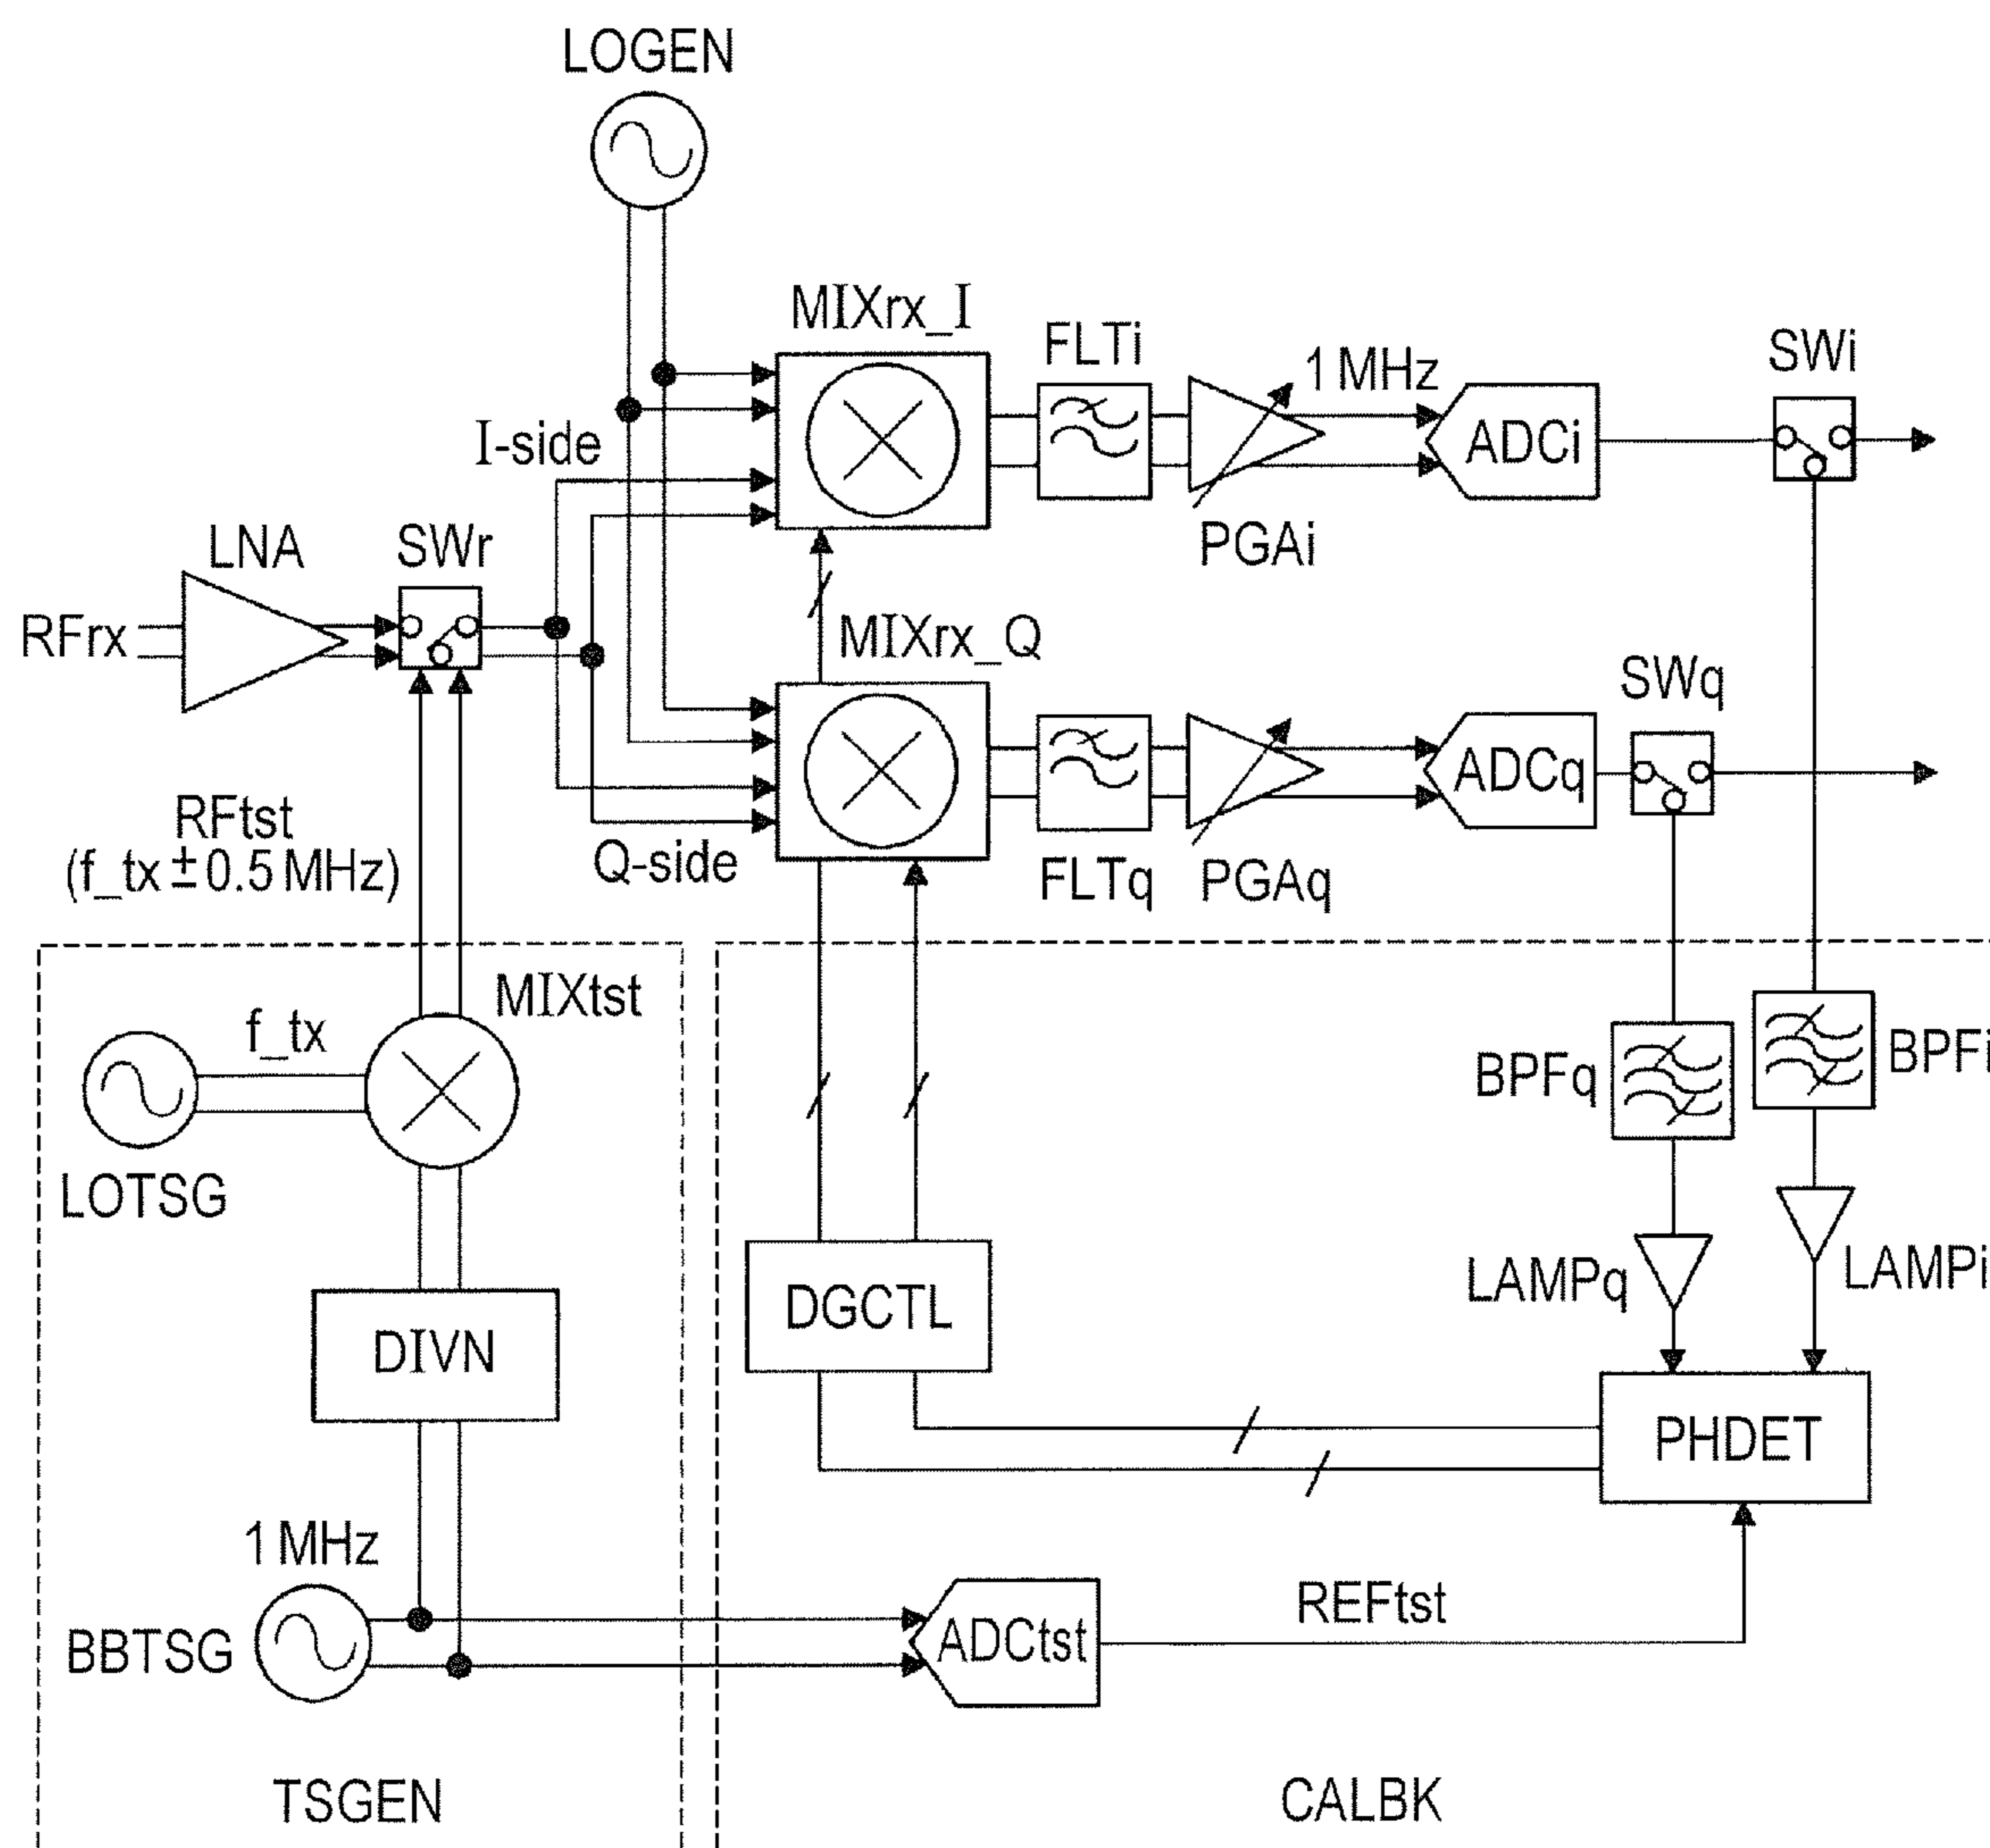 LOGEN
MIXrx_I
FLTi
1 MHz
SWi
I-side
ADCi
LNA
SWr
PGAi
RFrx
MIXrx_Q
SWq
ADCq
RFtst
(f_tx ± 0.5 MHz)
Q-side
FLTq
PGAq
MIXtst
f_tx
BPFq
BPFi
LOTSG
LAMPq
LAMPi
DGCTL
DIVN
PHDET
1 MHz
REFtst
BBTSG
ADCtst
TSGEN
CALBK